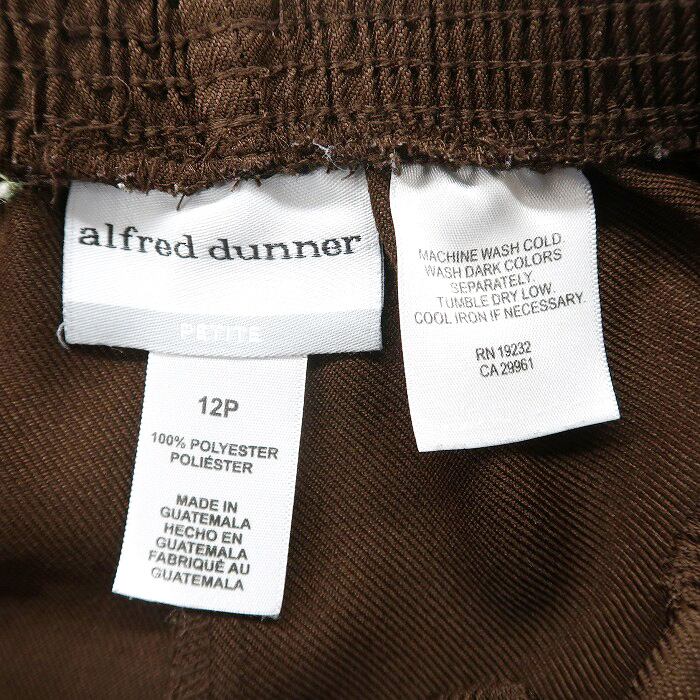 alfred dunner
PETITE
12P
100% POLYESTER
POLIÉSTER
MADE IN
GUATEMALA
HECHO EN
GUATEMALA
FABRIQUÉ AU
GUATEMALA
MACHINE WASH COLD.
WASH DARK COLORS
SEPARATELY.
TUMBLE DRY LOW.
COOL IRON IF NECESSARY.
RN 19232
CA 29961